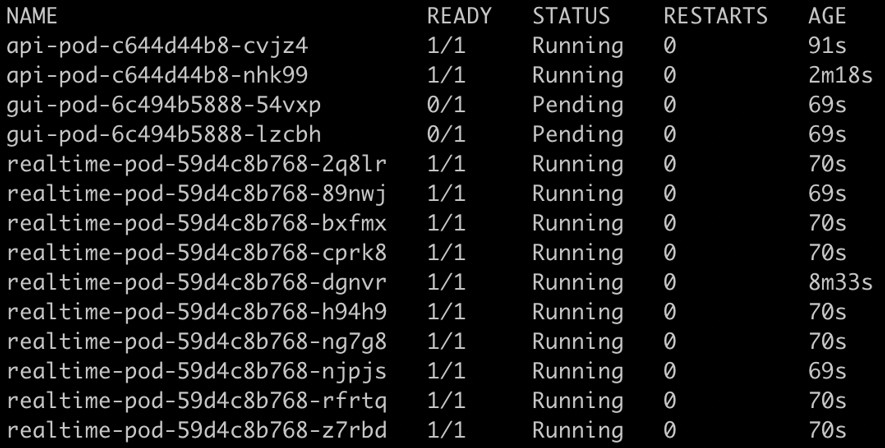 NAME READY STATUS RESTARTS AGE
api-pod-c644d44b8-cvjz4 1/1 Running 0 91s
api-pod-c644d44b8-nhk99 1/1 Running 0 2m18s
gui-pod-6c494b5888-54vxp 0/1 Pending 0 69s
gui-pod-6c494b5888-lzcbh 0/1 Pending 0 69s
realtime-pod-59d4c8b768-2q8lr 1/1 Running 0 70s
realtime-pod-59d4c8b768-89nwj 1/1 Running 0 69s
realtime-pod-59d4c8b768-bxfmx 1/1 Running 0 70s
realtime-pod-59d4c8b768-cprk8 1/1 Running 0 70s
realtime-pod-59d4c8b768-dgnvr 1/1 Running 0 8m33s
realtime-pod-59d4c8b768-h94h9 1/1 Running 0 70s
realtime-pod-59d4c8b768-ng7g8 1/1 Running 0 70s
realtime-pod-59d4c8b768-njpjs 1/1 Running 0 69s
realtime-pod-59d4c8b768-rfrtq 1/1 Running 0 70s
realtime-pod-59d4c8b768-z7rbd 1/1 Running 0 70s